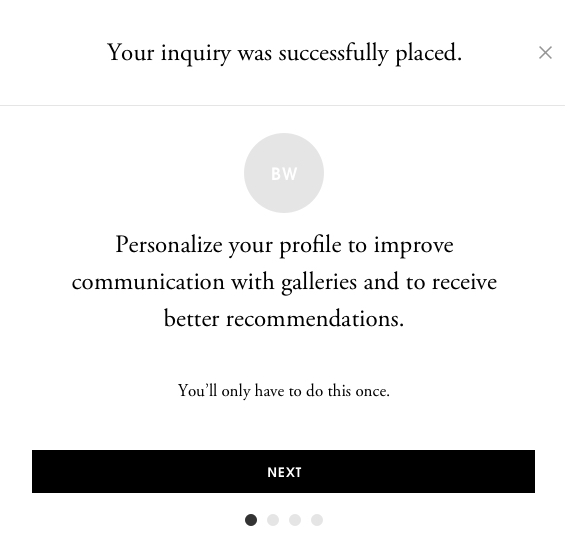 Your inquiry was successfully placed.
BW
Personalize your profile to improve
communication with galleries and to receive
better recommendations.
You’ll only have to do this once.
NEXT